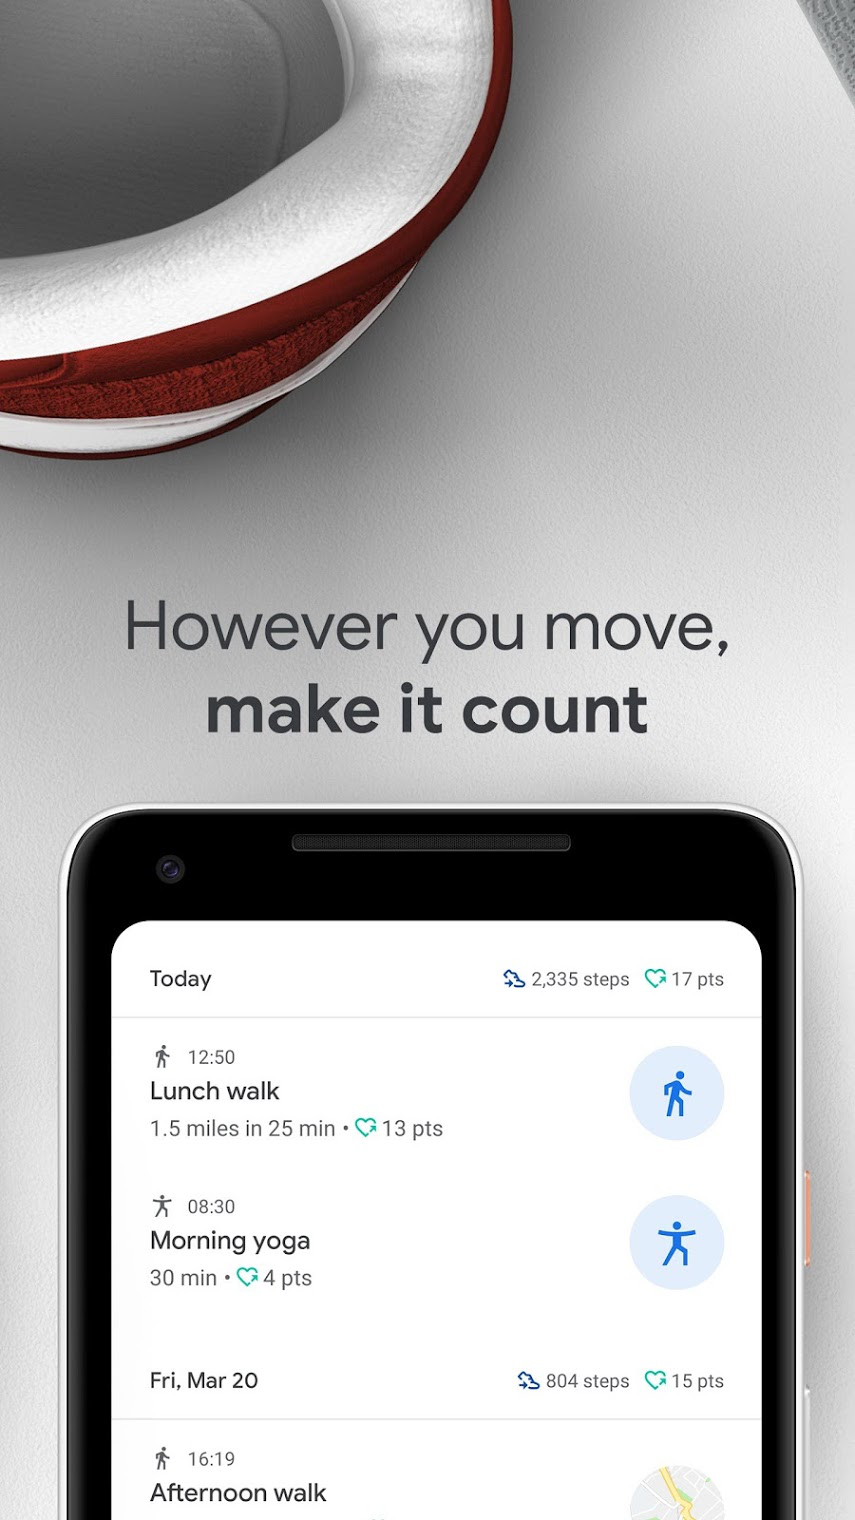 However you move,
make it count
Today 2,335 steps 17 pts
12:50
Lunch walk
1.5 miles in 25 min • 13 pts
08:30
Morning yoga
30 min • 4 pts
Fri, Mar 20 804 steps 15 pts
16:19
Afternoon walk